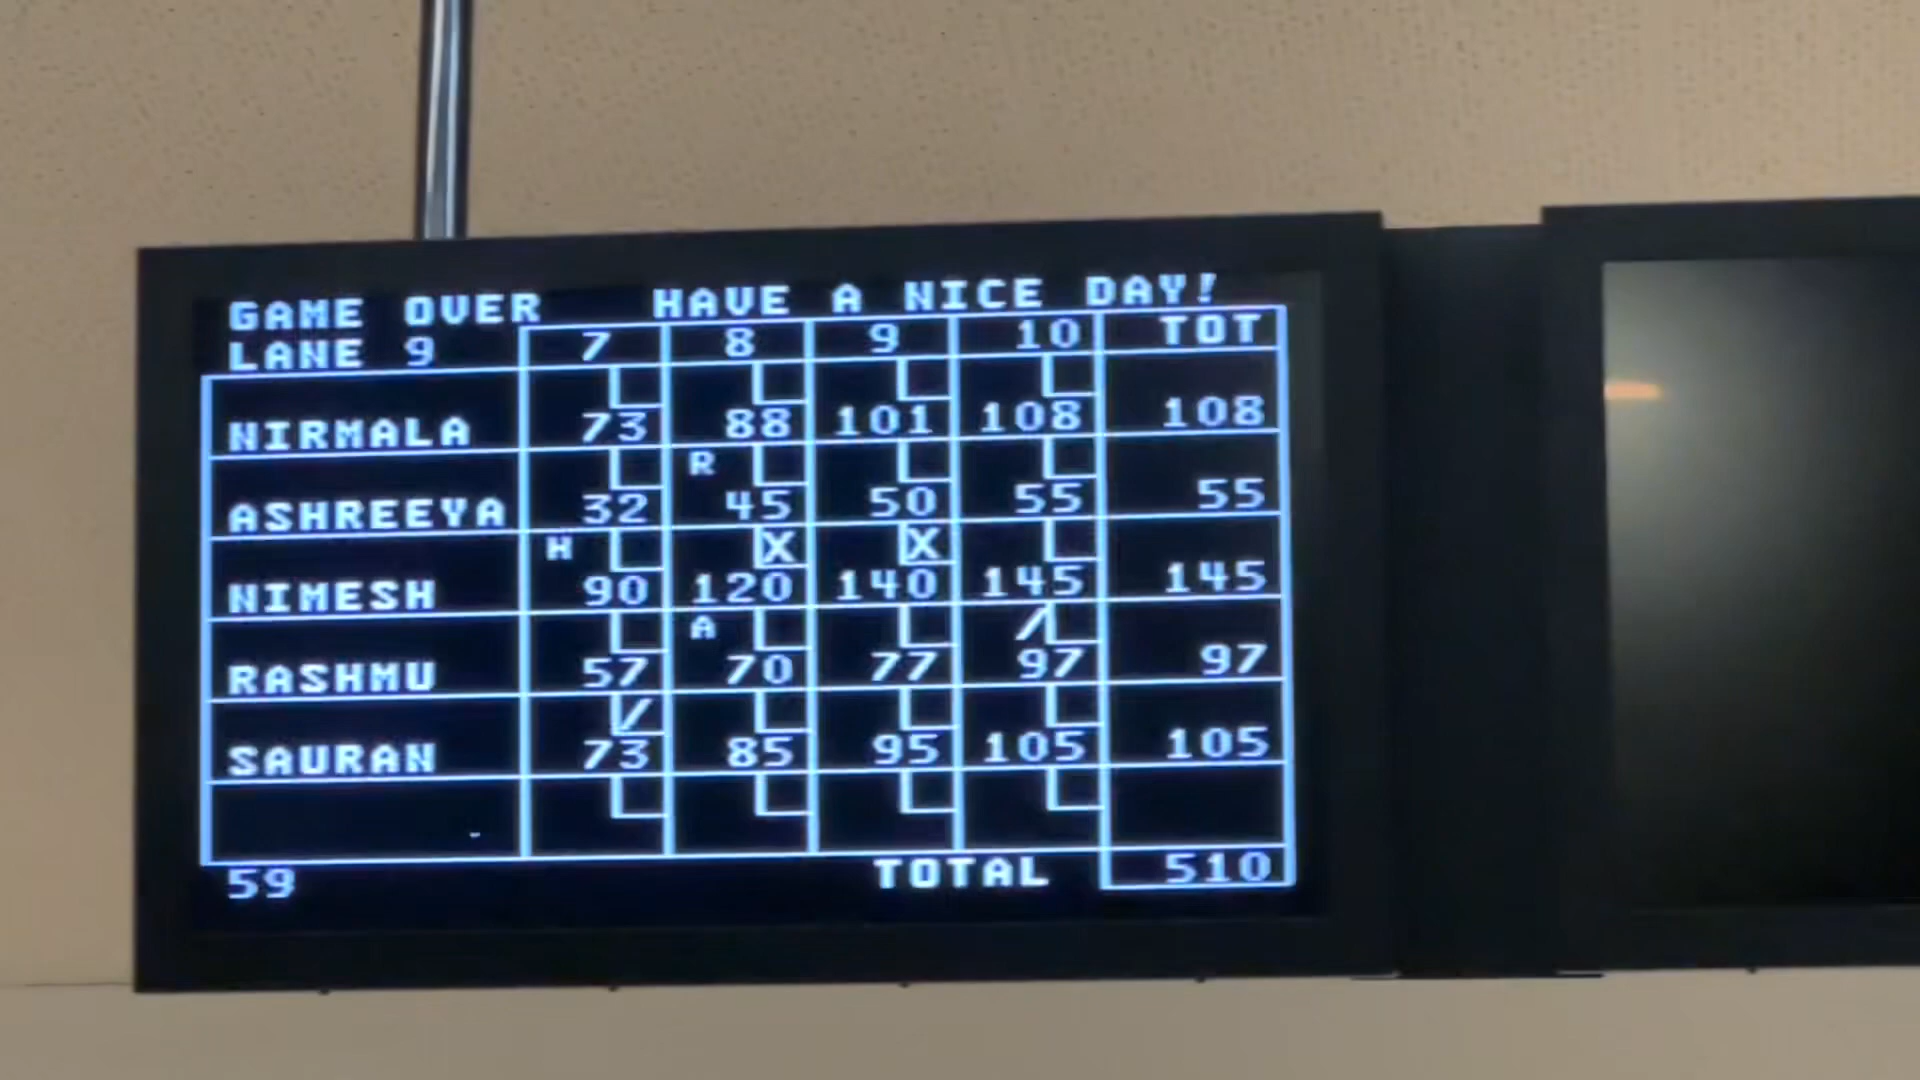 GAME OVER HAVE A NICE DAY!
LANE 9 7 8 9 10 TOT
NIRMALA 73 88 101 108 108
R
ASHREEYA 32 45 50 55 55
H X X
NIMESH 90 120 140 145 145
A /
RASHMU 57 70 77 97 97
/
SAURAN 73 85 95 105 105
59 TOTAL 510